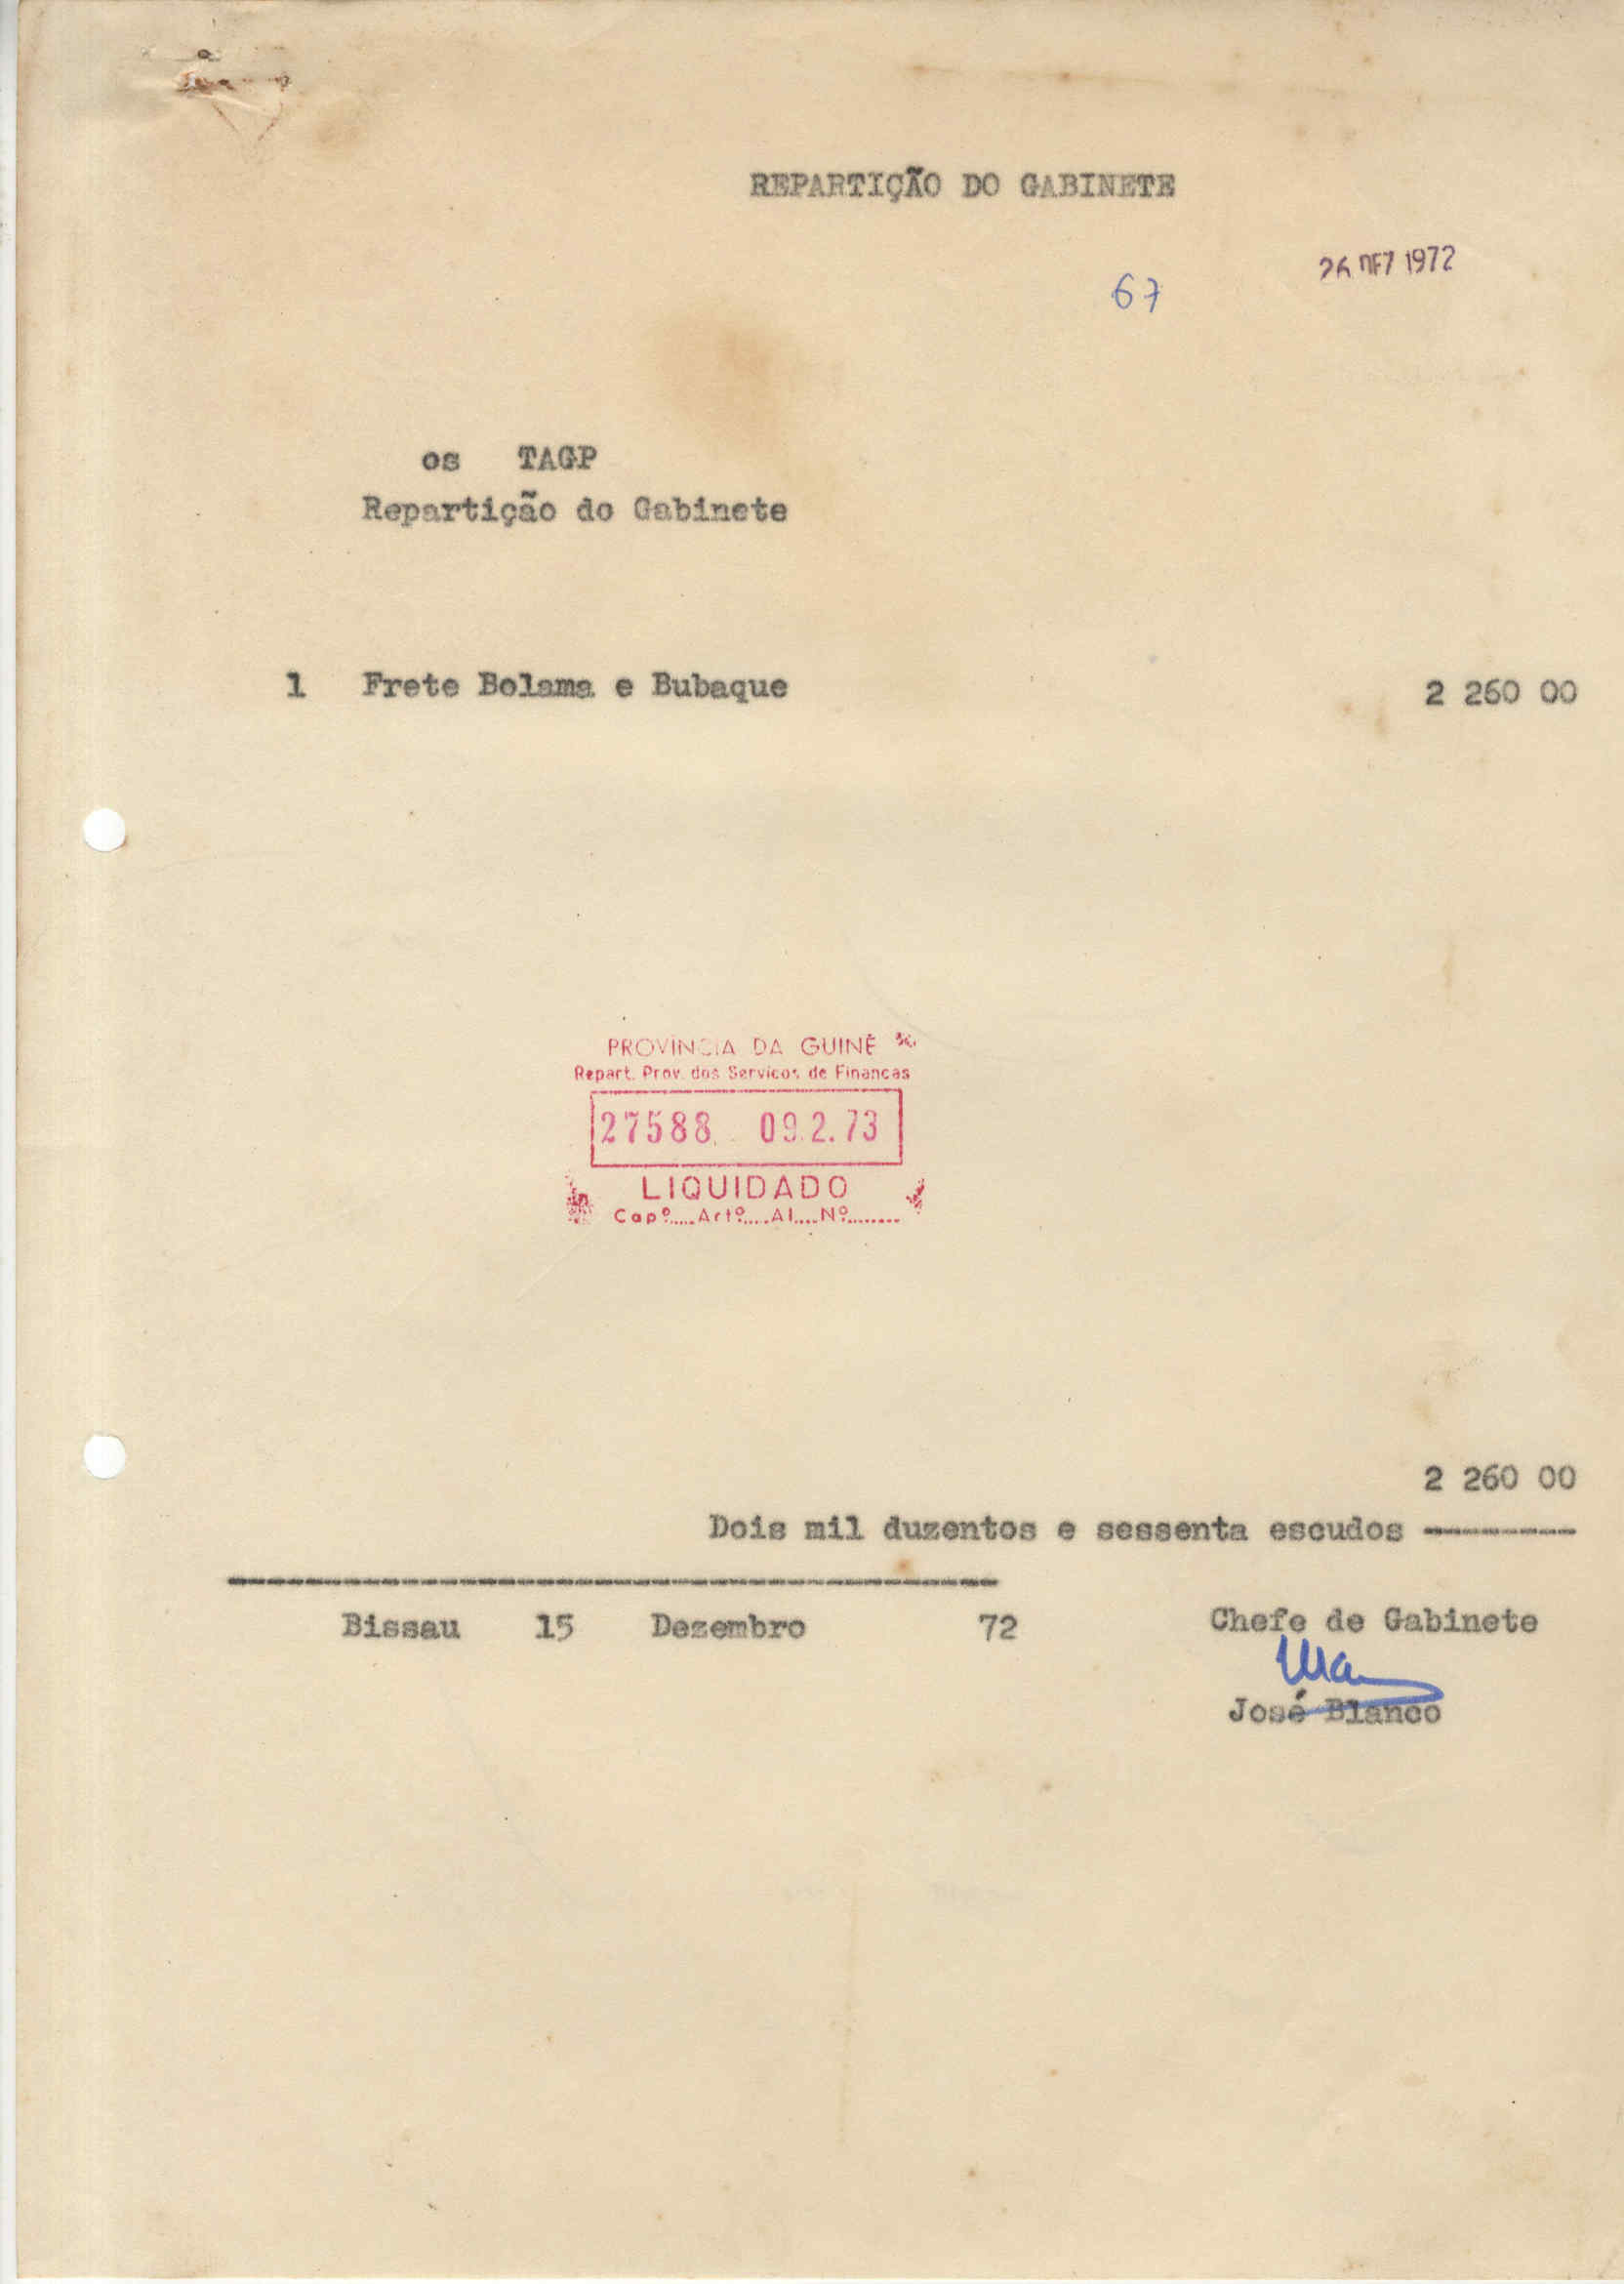 REPARTIÇÃO DO GABINETE
26 DEZ 1972
67
os TAGP
Repartição do Gabinete
1 Frete Bolama e Bubaque 2 260 00
PROVINCIA DA GUINÉ
Repart. Prov. dos Servicos de Financas
27588 09.2.73
LIQUIDADO
Capº.....Artº.....Al.....Nº........
2 260 00
Dois mil duzentos e sessenta escudos
Bissau 15 Dezembro 72 Chefe de Gabinete
José Blanco